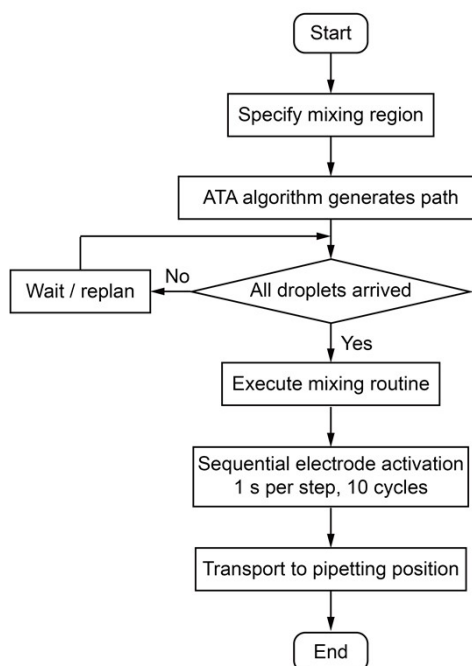 Start
Specify mixing region
ATA algorithm generates path
All droplets arrived
No
Wait / replan
Yes
Execute mixing routine
Sequential electrode activation
1 s per step, 10 cycles
Transport to pipetting position
End